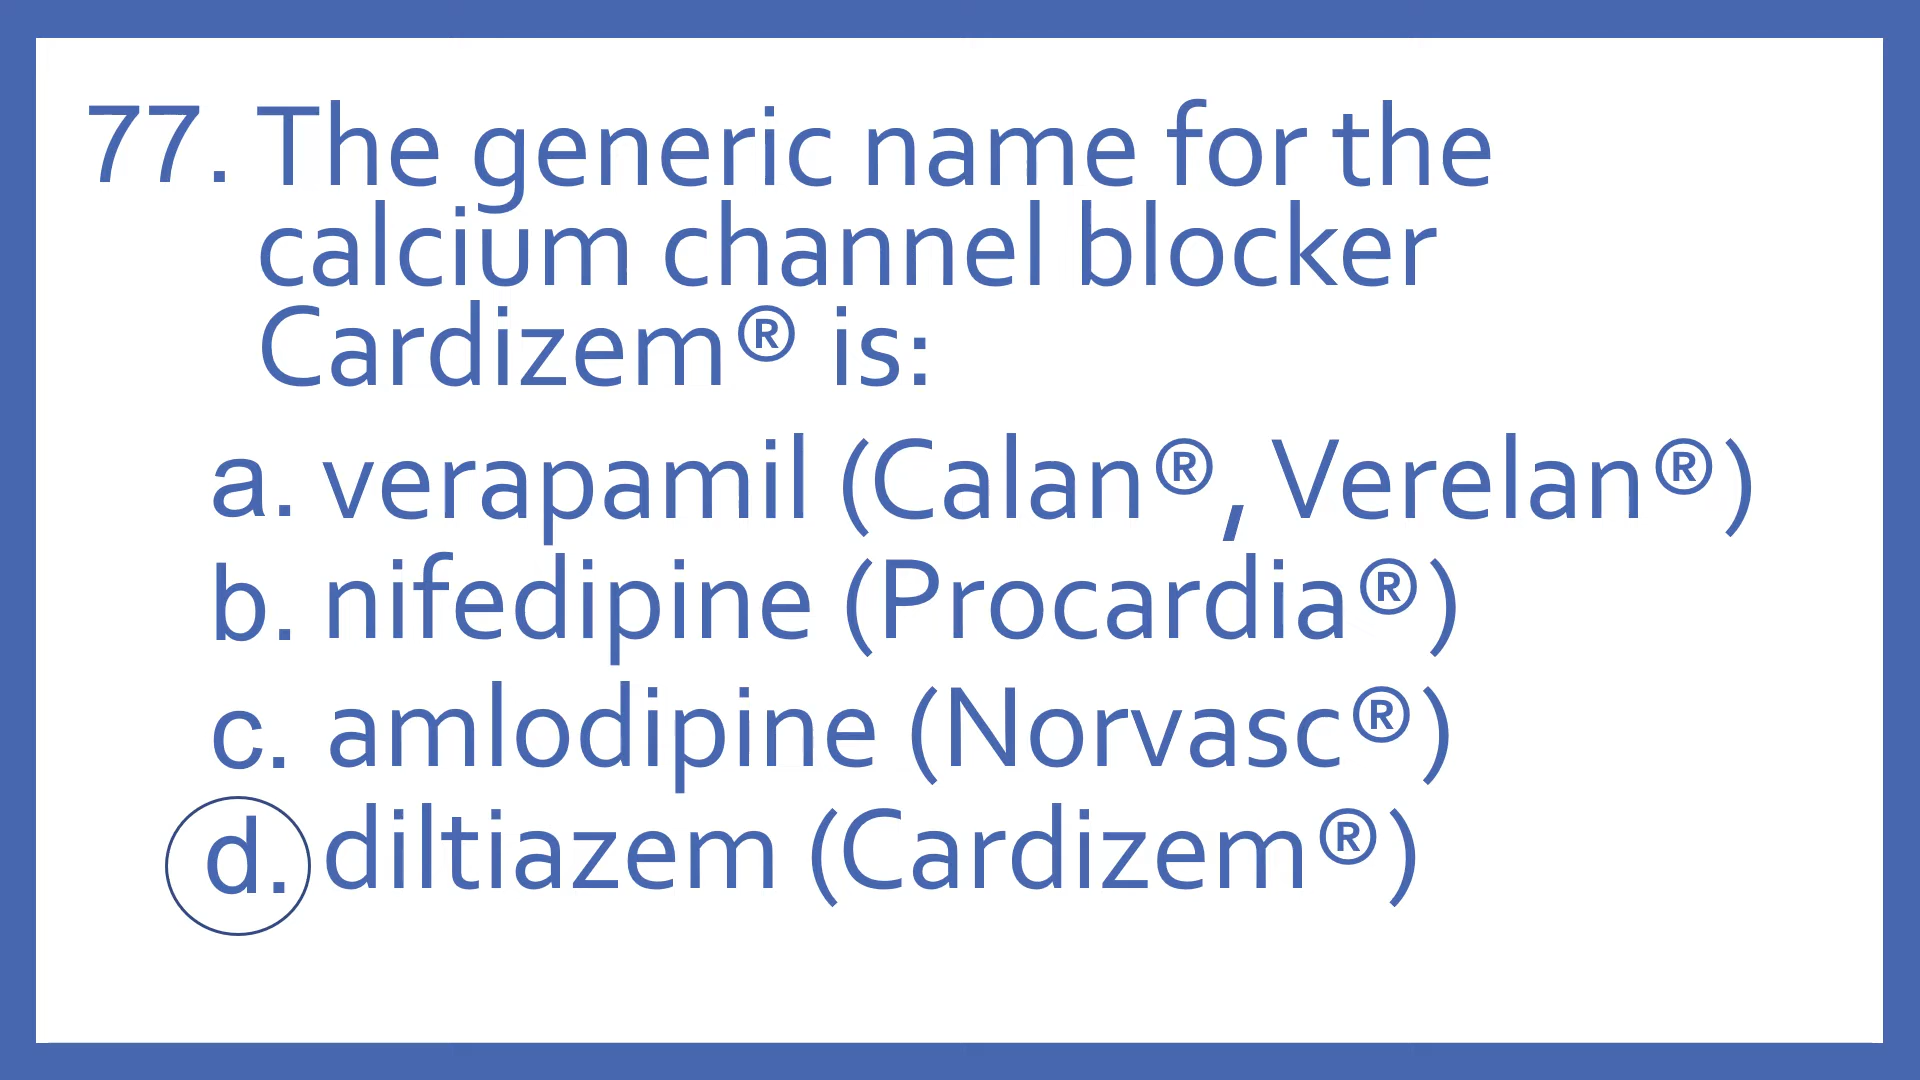 77. The generic name for the
calcium channel blocker
Cardizem® is:
a. verapamil (Calan®, Verelan®)
b. nifedipine (Procardia®)
c. amlodipine (Norvasc®)
d. diltiazem (Cardizem®)